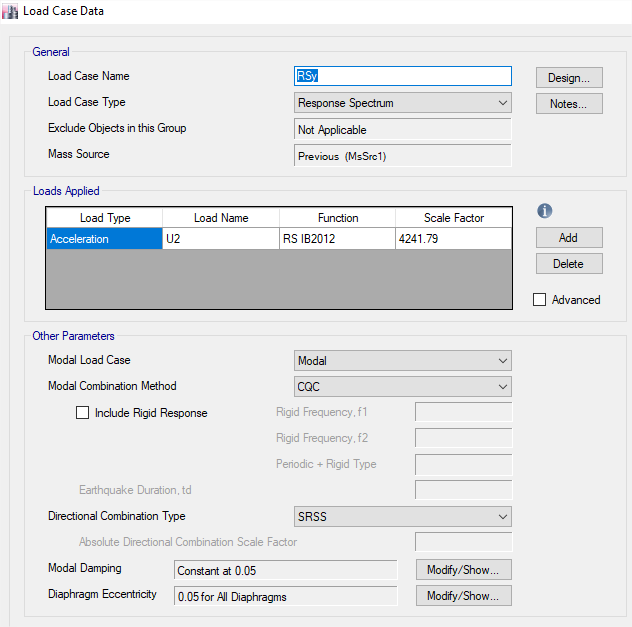 Load Case Data
General
Load Case Name RSy Design...
Load Case Type Response Spectrum Notes...
Exclude Objects in this Group Not Applicable
Mass Source Previous (MsSrc1)
Loads Applied
Load Type Load Name Function Scale Factor
Acceleration U2 RS IB2012 4241.79
i
Add
Delete
Advanced
Other Parameters
Modal Load Case Modal
Modal Combination Method CQC
Include Rigid Response Rigid Frequency, f1
Rigid Frequency, f2
Periodic + Rigid Type
Earthquake Duration, td
Directional Combination Type SRSS
Absolute Directional Combination Scale Factor
Modal Damping Constant at 0.05 Modify/Show...
Diaphragm Eccentricity 0.05 for All Diaphragms Modify/Show...